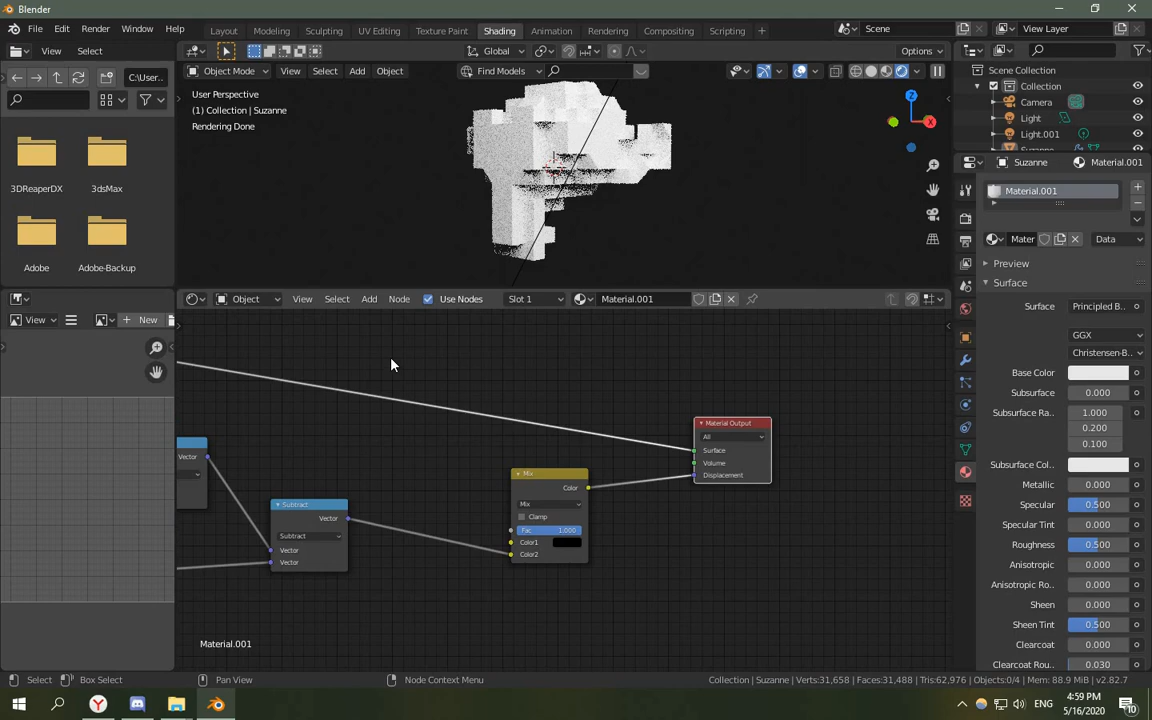 Blender
File Edit Render Window Help Layout Modeling Sculpting UV Editing Texture Paint Shading Animation Rendering Compositing Scripting + Scene View Layer
View Select Global Options
C:\User..
Object Mode View Select Add Object Find Models
User Perspective
(1) Collection | Suzanne
Rendering Done
Z
X
3DReaperDX 3dsMax
Adobe Adobe-Backup
Scene Collection
Collection
Camera
Light
Light.001
Suzanne
Suzanne Material.001
Material.001
Mater Data
Preview
Surface
Surface Principled B..
GGX
Christensen-B..
Base Color
Subsurface 0.000
Subsurface Ra.. 1.000
0.200
0.100
Subsurface Col..
Metallic 0.000
Specular 0.500
Specular Tint 0.000
Roughness 0.500
Anisotropic 0.000
Anisotropic Ro.. 0.000
Sheen 0.000
Sheen Tint 0.500
Clearcoat 0.000
Clearcoat Rou.. 0.030
Object View Select Add Node Use Nodes Slot 1 Material.001
View New
Vector
Subtract
Vector
Subtract
Vector
Vector
Mix
Color
Mix
Clamp
Fac 1.000
Color1
Color2
Material Output
All
Surface
Volume
Displacement
Material.001
Select Box Select Pan View Node Context Menu Collection | Suzanne | Verts:31,658 | Faces:31,488 | Tris:62,976 | Objects:0/4 | Mem: 88.9 MiB | v2.82.7
ENG 4:59 PM
5/16/2020
10